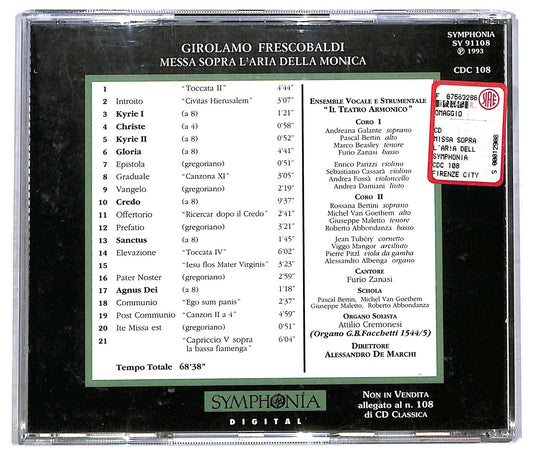 GIROLAMO FRESCOBALDI
MESSA SOPRA L'ARIA DELLA MONICA
SYMPHONIA
SY 91108
℗ 1993
CDC 108
1 "Toccata II" 4'44"
2 Introito "Civitas Hierusalem" 3'07"
3 Kyrie I (a 8) 1'21"
4 Christe (a 4) 0'58"
5 Kyrie II (a 8) 0'52"
6 Gloria (a 8) 4'41"
7 Epistola (gregoriano) 0'51"
8 Graduale "Canzona XI" 3'05"
9 Vangelo (gregoriano) 2'19"
10 Credo (a 8) 9'37"
11 Offertorio "Ricercar dopo il Credo" 2'41"
12 Prefatio (gregoriano) 3'21"
13 Sanctus (a 8) 1'45"
14 Elevazione "Toccata IV" 6'02"
15 "Iesu flos Mater Virginis" 3'23"
16 Pater Noster (gregoriano) 2'59"
17 Agnus Dei (a 8) 1'18"
18 Communio "Ego sum panis" 2'37"
19 Post Communio "Canzon II a 4" 4'59"
20 Ite Missa est (gregoriano) 0'51"
21 "Capriccio V sopra la bassa fiamenga" 6'04"
Tempo Totale 68'38"
ENSEMBLE VOCALE E STRUMENTALE
"IL TEATRO ARMONICO"
CORO I
Andreana Galante soprano
Pascal Bertin alto
Marco Beasley tenore
Furio Zanasi basso
Enrico Parizzi violino
Sebastiano Cassarà violino
Andrea Fossà violoncello
Andrea Damiani liuto
CORO II
Rossana Bertini soprano
Michel Van Goethem alto
Giuseppe Maletto tenore
Roberto Abbondanza basso
Jean Tubéry cornetto
Viggo Mangor arciliuto
Pierre Pitzl viola da gamba
Alessandro Albenga organo
CANTORE
Furio Zanasi
SCHOLA
Pascal Bertin, Michel Van Goethem
Giuseppe Maletto, Roberto Abbondanza
ORGANO SOLISTA
Attilio Cremonesi
(Organo G.B.Facchetti 1544/5)
DIRETTORE
ALESSANDRO DE MARCHI
F 67563288
OMAGGIO
CD
MISSA SOPRA
L'ARIA DELL
SYMPHONIA
CDC 108
FIRENZE CITY
S 00012908
SYMPHONÍA
DIGITAL
NON IN VENDITA
allegato al n. 108
di CD CLASSICA